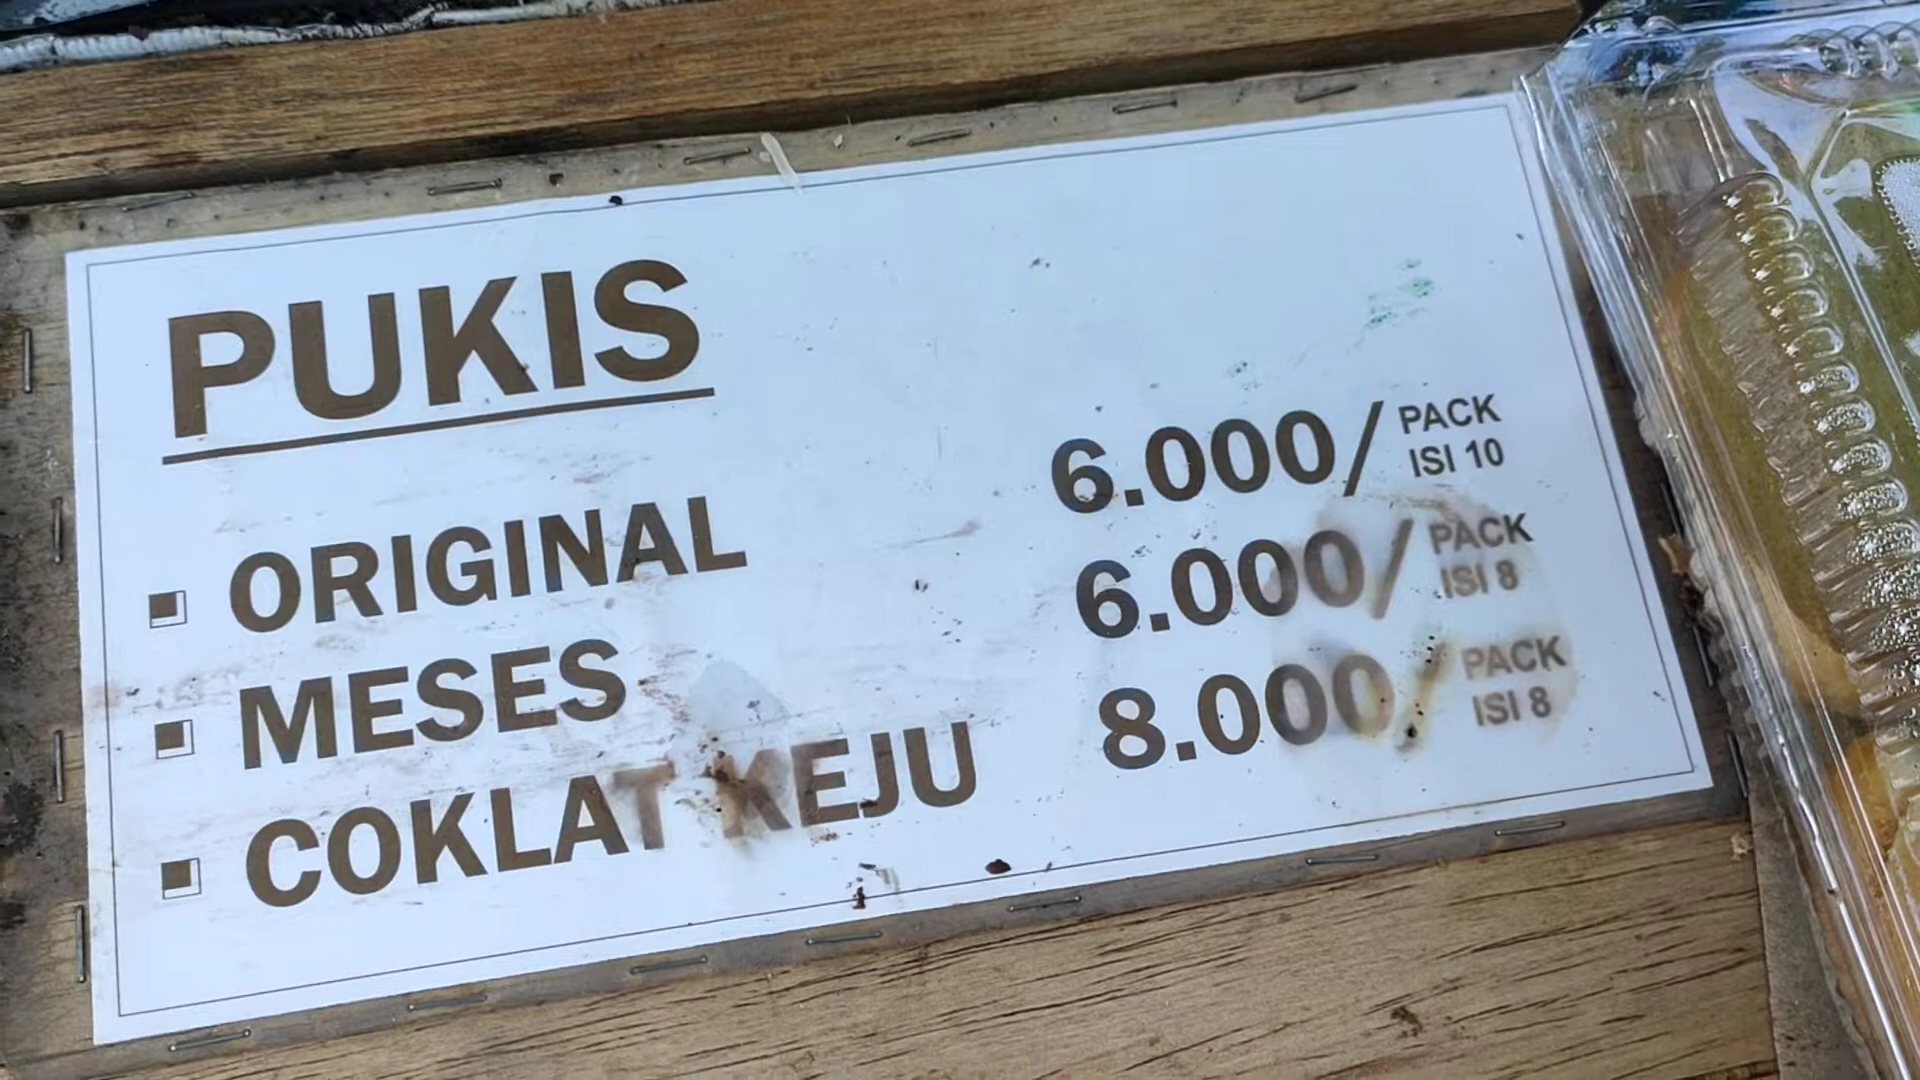 PUKIS
ORIGINAL 6.000/ PACK ISI 10
MESES 6.000/ PACK ISI 8
COKLAT KEJU 8.000/ PACK ISI 8